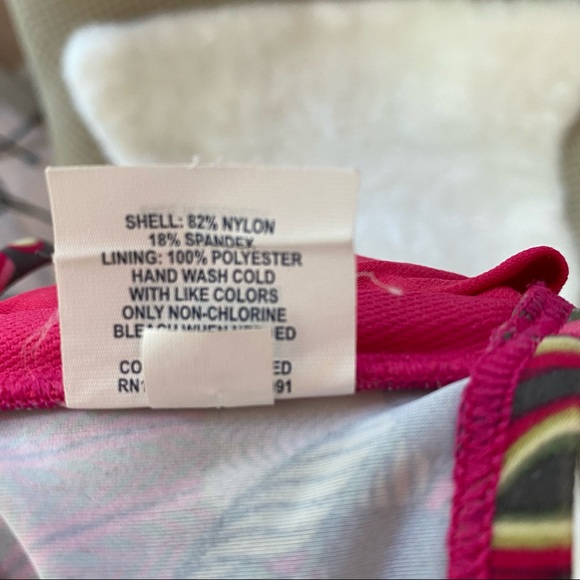 SHELL: 82% NYLON
18% SPANDEX
LINING: 100% POLYESTER
HAND WASH COLD
WITH LIKE COLORS
ONLY NON-CHLORINE
BLEACH WHEN